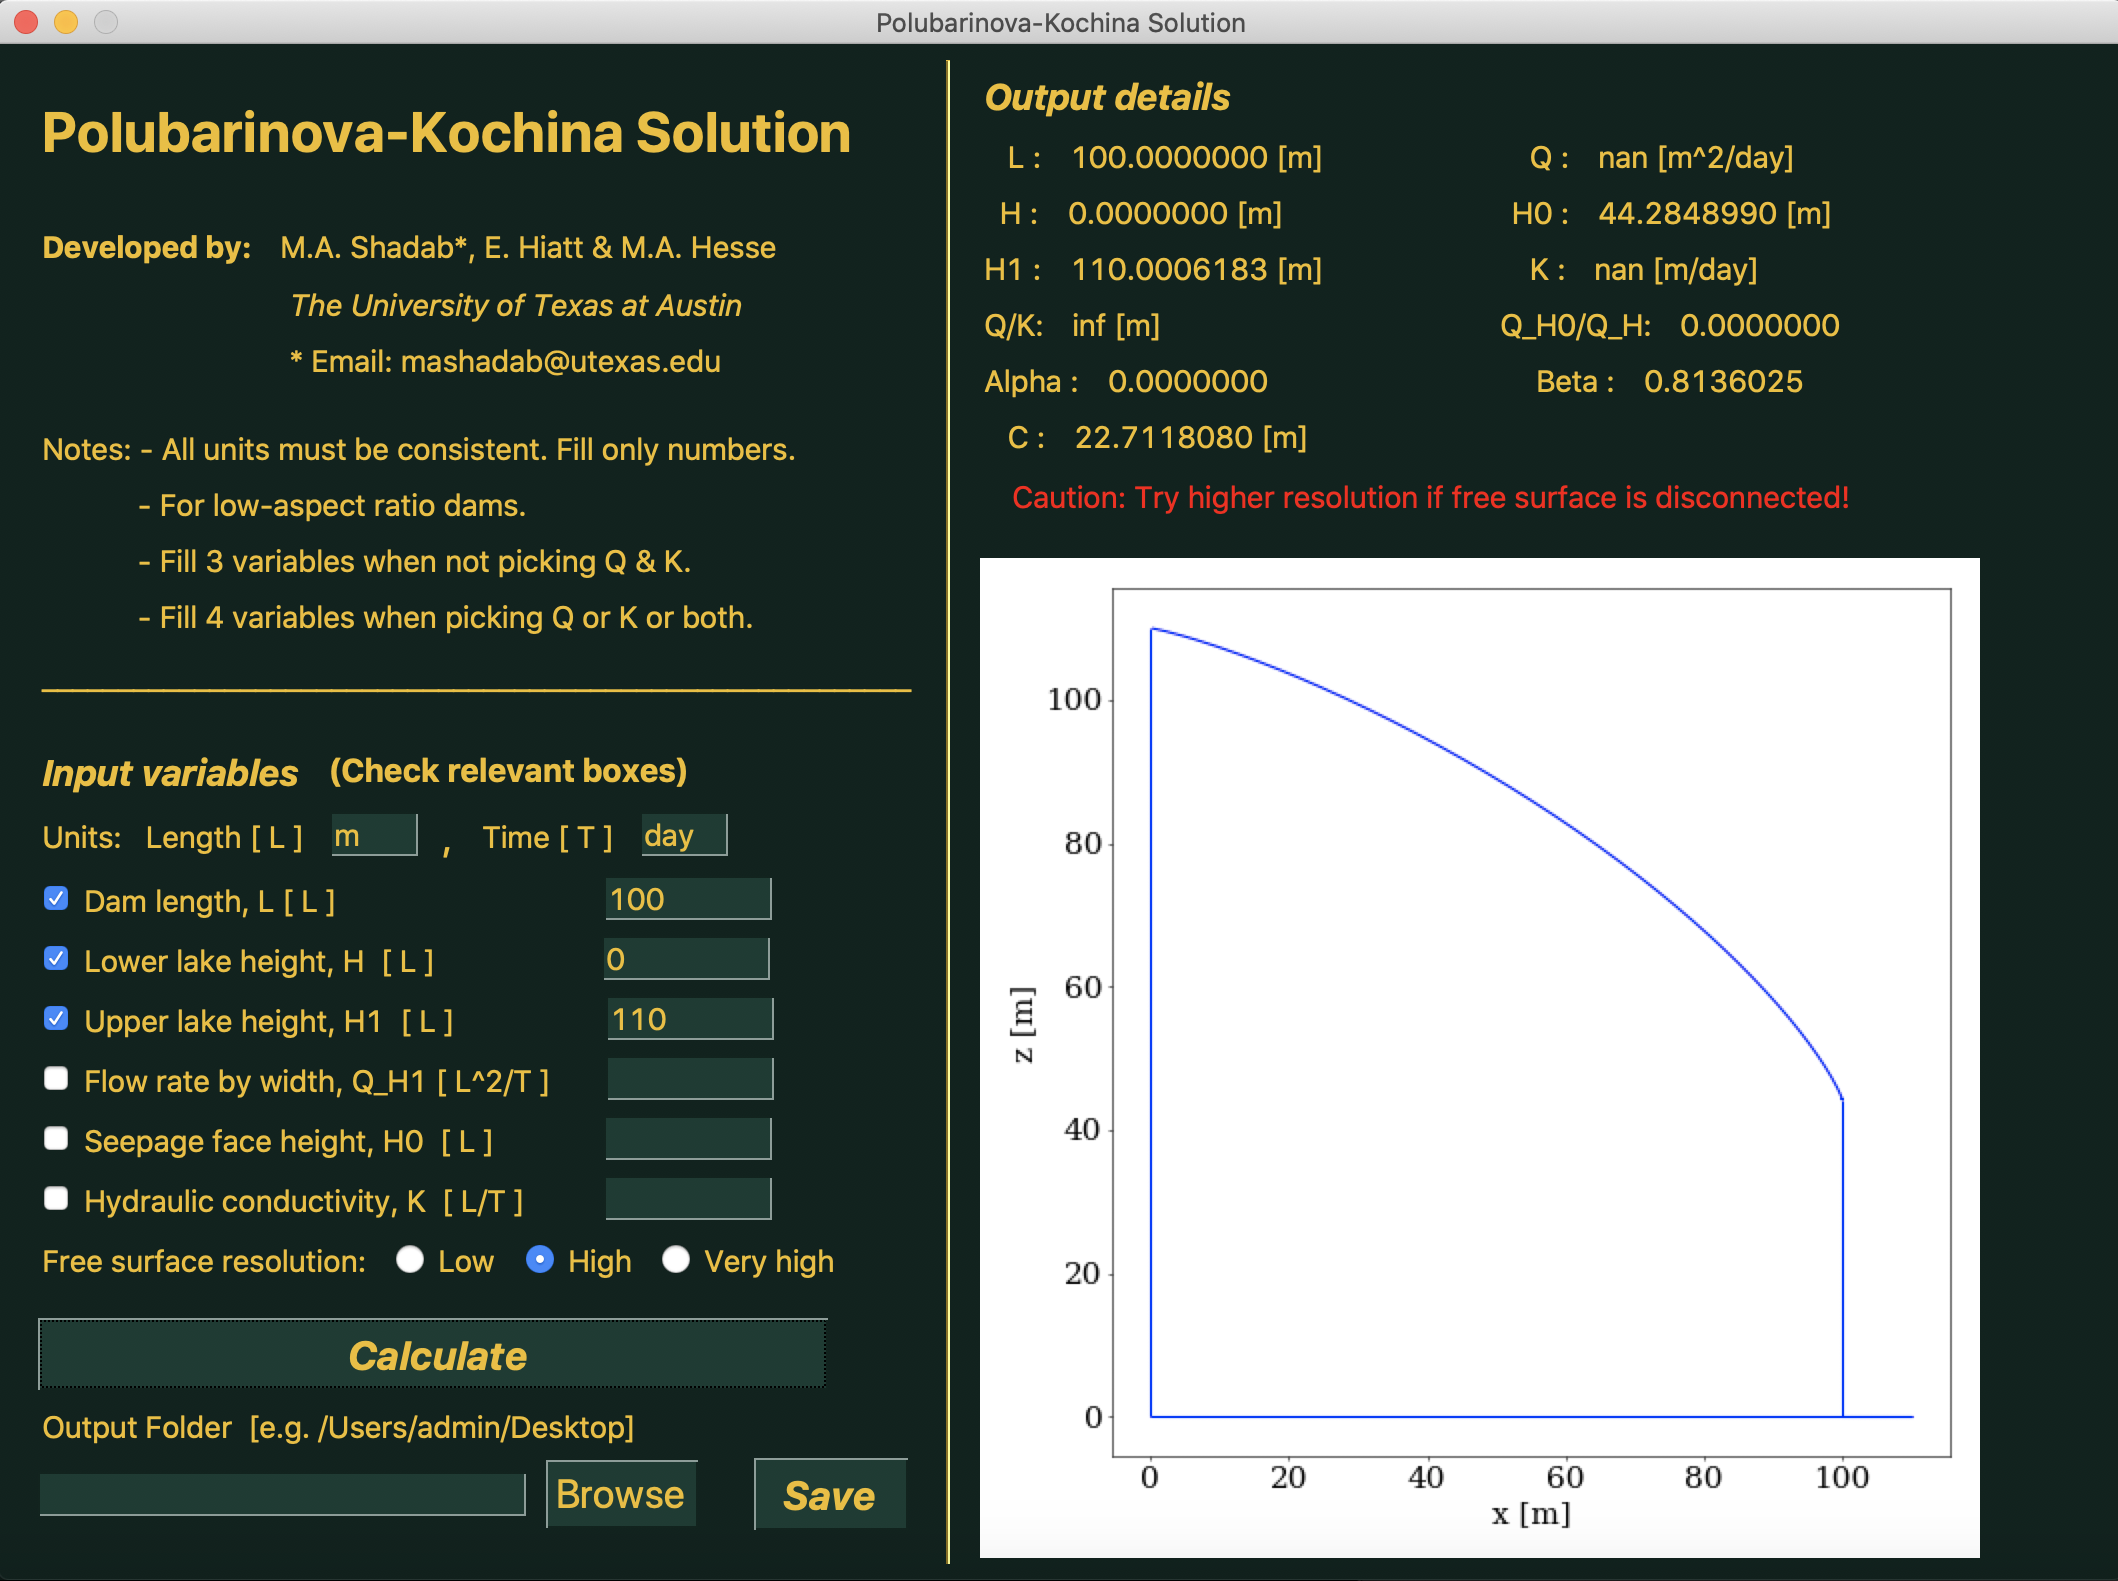 Polubarinova-Kochina Solution
Polubarinova-Kochina Solution
Developed by: M.A. Shadab*, E. Hiatt & M.A. Hesse
The University of Texas at Austin
* Email: mashadab@utexas.edu
Notes: - All units must be consistent. Fill only numbers.
- For low-aspect ratio dams.
- Fill 3 variables when not picking Q & K.
- Fill 4 variables when picking Q or K or both.
Input variables (Check relevant boxes)
Units: Length [ L ] m , Time [ T ] day
Dam length, L [ L ] 100
Lower lake height, H [ L ] 0
Upper lake height, H1 [ L ] 110
Flow rate by width, Q_H1 [ L^2/T ]
Seepage face height, H0 [ L ]
Hydraulic conductivity, K [ L/T ]
Free surface resolution: Low High Very high
Calculate
Output Folder [e.g. /Users/admin/Desktop]
Browse Save
Output details
L : 100.0000000 [m] Q : nan [m^2/day]
H : 0.0000000 [m] H0 : 44.2848990 [m]
H1 : 110.0006183 [m] K : nan [m/day]
Q/K: inf [m] Q_H0/Q_H: 0.0000000
Alpha : 0.0000000 Beta : 0.8136025
C : 22.7118080 [m]
Caution: Try higher resolution if free surface is disconnected!
100
80
60
40
20
0
z [m]
0 20 40 60 80 100
x [m]